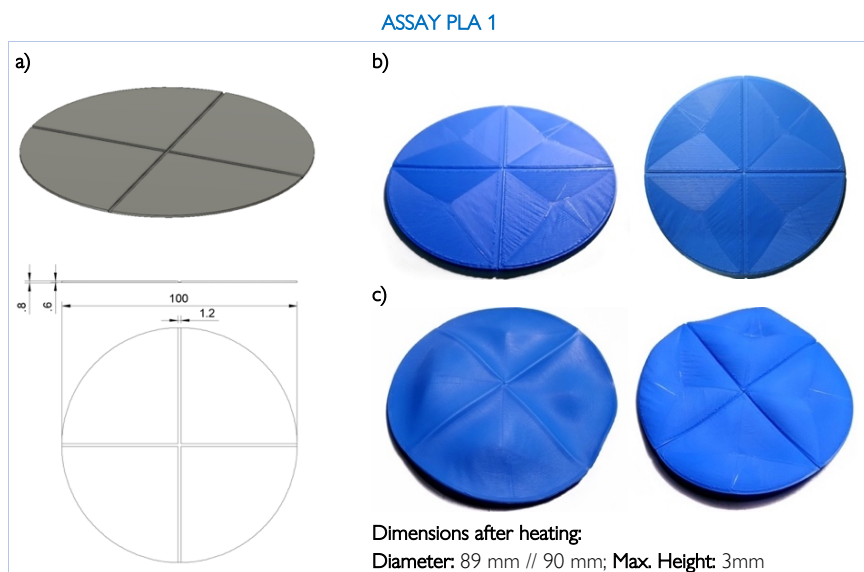 ASSAY PLA 1
a)
b)
.8
.6
100
1.2
c)
Dimensions after heating:
Diameter: 89 mm // 90 mm; Max. Height: 3mm